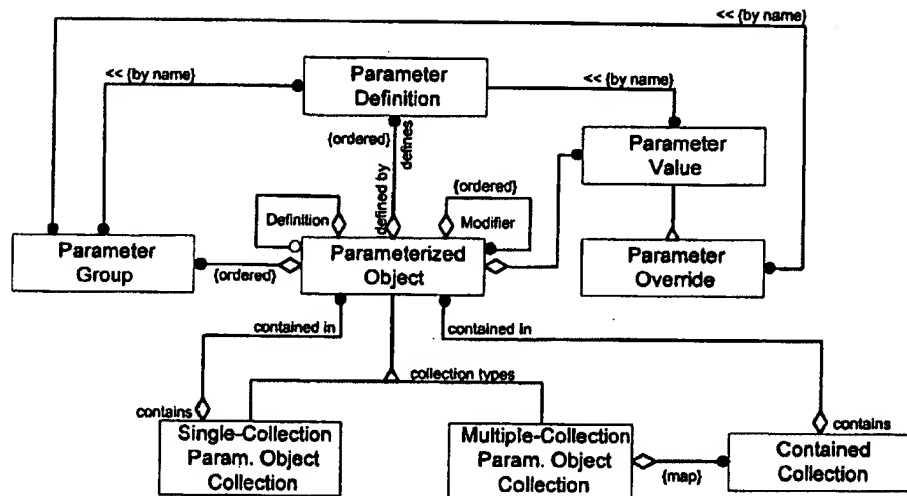 << {by name}
<< {by name}
Parameter
Definition
<< {by name}
{ordered}
defines
defined by
Parameter
Value
{ordered}
Definition
Modifier
Parameter
Group
{ordered}
Parameterized
Object
Parameter
Override
contained in
contained in
collection types
contains
contains
Single-Collection
Param. Object
Collection
Multiple-Collection
Param. Object
Collection
{map}
Contained
Collection